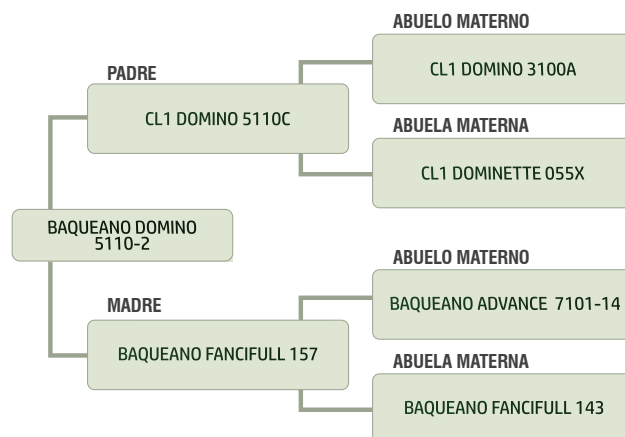 ABUELO MATERNO
CL1 DOMINO 3100A
PADRE
CL1 DOMINO 5110C
ABUELA MATERNA
CL1 DOMINETTE 055X
BAQUEANO DOMINO
5110-2
ABUELO MATERNO
BAQUEANO ADVANCE 7101-14
MADRE
BAQUEANO FANCIFULL 157
ABUELA MATERNA
BAQUEANO FANCIFULL 143